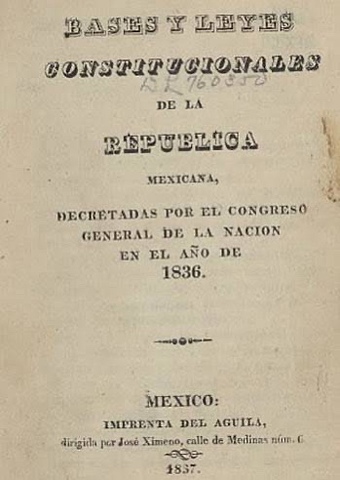 BASES Y LEYES
CONSTITUCIONALES
DE LA
REPUBLICA
MEXICANA,
DECRETADAS POR EL CONGRESO
GENERAL DE LA NACION
EN EL AÑO DE
1836.
MEXICO:
IMPRENTA DEL AGUILA,
dirigida por José Ximeno, calle de Medinas núm. 6
1837.